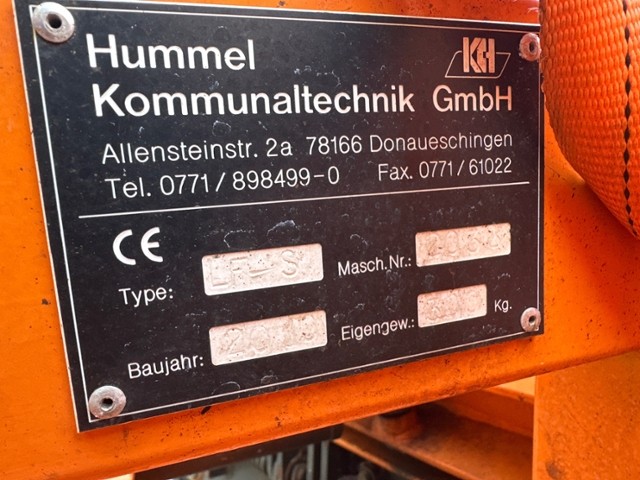 Hummel KH
Kommunaltechnik GmbH
Allensteinstr. 2a 78166 Donaueschingen
Tel. 0771/898499-0 Fax. 0771/61022
CE
Type: Masch.Nr.:
Baujahr: Eigengew.: Kg.